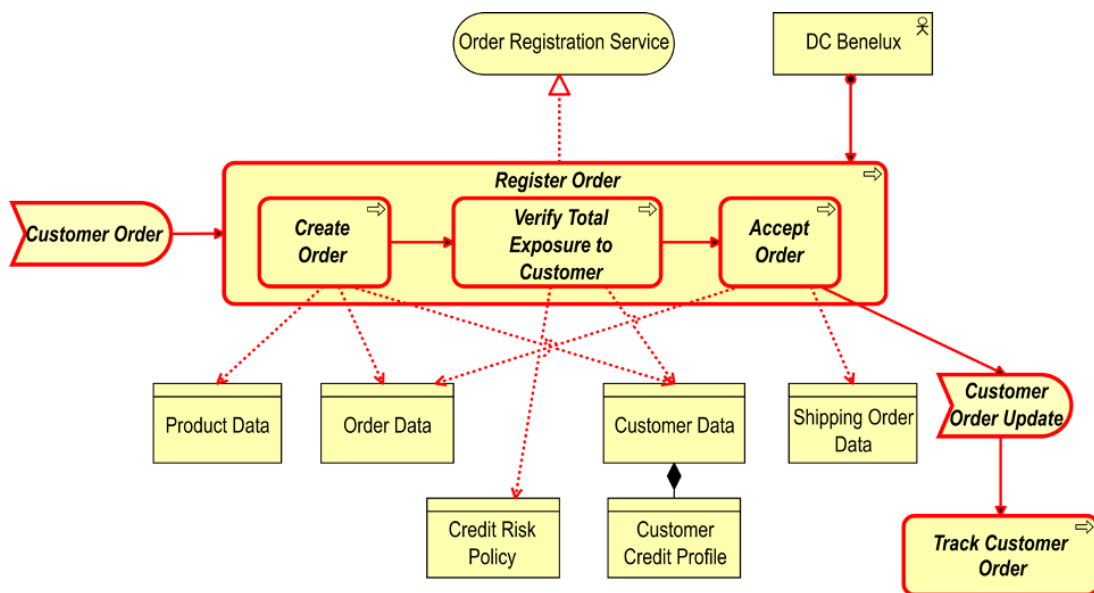 Order Registration Service
DC Benelux
Register Order
Customer Order
Create
Order
Verify Total
Exposure to
Customer
Accept
Order
Product Data
Order Data
Customer Data
Shipping Order
Data
Customer
Order Update
Credit Risk
Policy
Customer
Credit Profile
Track Customer
Order